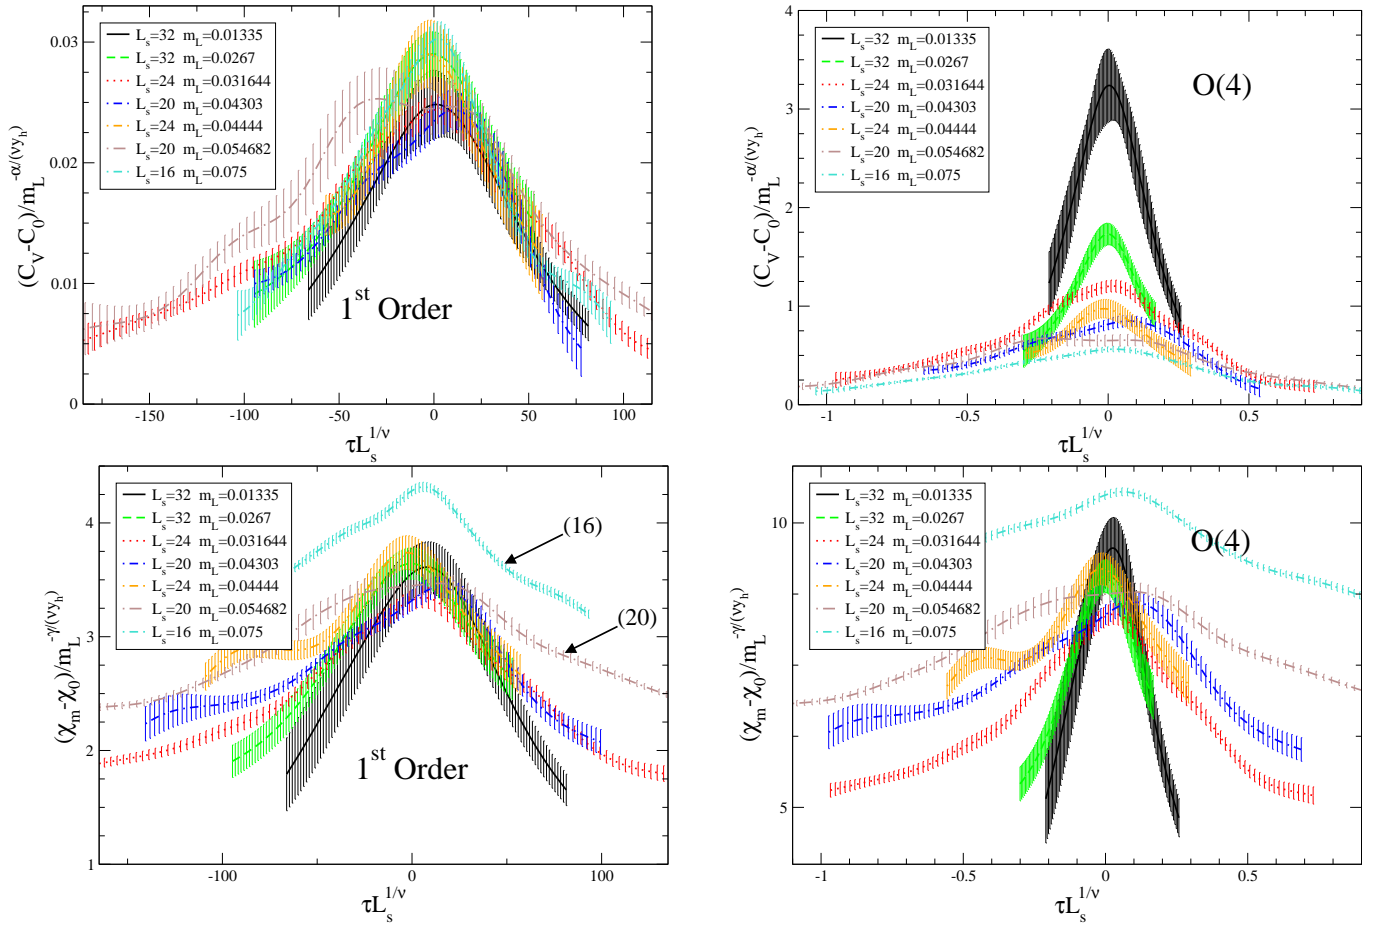 L_s=32 m_L=0.01335
L_s=32 m_L=0.0267
L_s=24 m_L=0.031644
L_s=20 m_L=0.04303
L_s=24 m_L=0.04444
L_s=20 m_L=0.054682
L_s=16 m_L=0.075
0.03
0.02
0.01
0
(C_V-C_0)/m_L^{-α/(νy_h)}
1^{st} Order
-150
-100
-50
0
50
100
τL_s^{1/ν}
L_s=32 m_L=0.01335
L_s=32 m_L=0.0267
L_s=24 m_L=0.031644
L_s=20 m_L=0.04303
L_s=24 m_L=0.04444
L_s=20 m_L=0.054682
L_s=16 m_L=0.075
O(4)
4
3
2
1
0
(C_V-C_0)/m_L^{-α/(νy_h)}
-1
-0.5
0
0.5
τL_s^{1/ν}
L_s=32 m_L=0.01335
L_s=32 m_L=0.0267
L_s=24 m_L=0.031644
L_s=20 m_L=0.04303
L_s=24 m_L=0.04444
L_s=20 m_L=0.054682
L_s=16 m_L=0.075
(16)
(20)
4
3
2
1
(χ_m-χ_0)/m_L^{-γ/(νy_h)}
1^{st} Order
-100
0
100
τL_s^{1/ν}
L_s=32 m_L=0.01335
L_s=32 m_L=0.0267
L_s=24 m_L=0.031644
L_s=20 m_L=0.04303
L_s=24 m_L=0.04444
L_s=20 m_L=0.054682
L_s=16 m_L=0.075
O(4)
10
5
(χ_m-χ_0)/m_L^{-γ/(νy_h)}
-1
-0.5
0
0.5
τL_s^{1/ν}